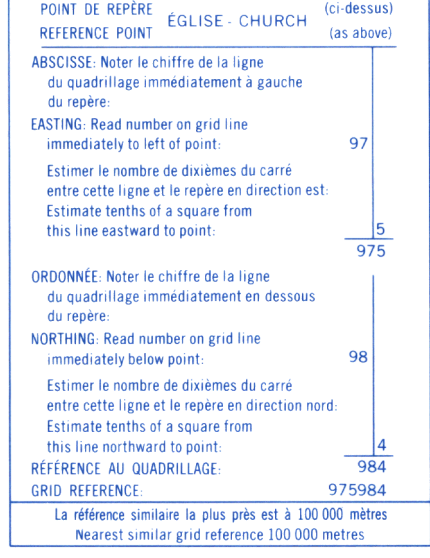 POINT DE REPÈRE ÉGLISE - CHURCH (ci-dessus)
REFERENCE POINT (as above)
ABSCISSE: Noter le chiffre de la ligne
du quadrillage immédiatement à gauche
du repère:
EASTING: Read number on grid line
immediately to left of point: 97
Estimer le nombre de dixièmes du carré
entre cette ligne et le repère en direction est:
Estimate tenths of a square from
this line eastward to point: 5
975
ORDONNÉE: Noter le chiffre de la ligne
du quadrillage immédiatement en dessous
du repère:
NORTHING: Read number on grid line
immediately below point: 98
Estimer le nombre de dixièmes du carré
entre cette ligne et le repère en direction nord:
Estimate tenths of a square from
this line northward to point: 4
RÉFÉRENCE AU QUADRILLAGE: 984
GRID REFERENCE: 975984
La référence similaire la plus près est à 100 000 mètres
Nearest similar grid reference 100 000 metres